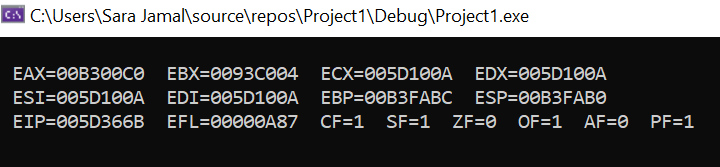 C:\Users\Sara Jamal\source\repos\Project1\Debug\Project1.exe
EAX=00B300C0 EBX=0093C004 ECX=005D100A EDX=005D100A
ESI=005D100A EDI=005D100A EBP=00B3FABC ESP=00B3FAB0
EIP=005D366B EFL=00000A87 CF=1 SF=1 ZF=0 OF=1 AF=0 PF=1